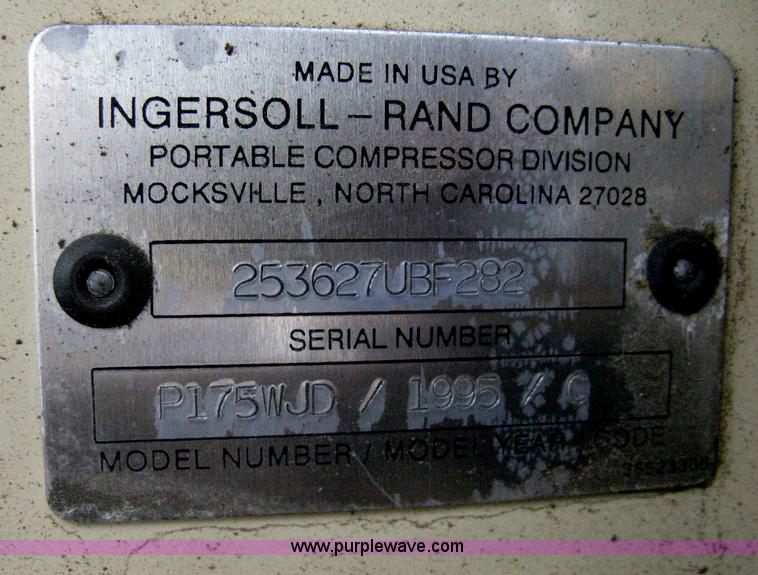 MADE IN USA BY
INGERSOLL – RAND COMPANY
PORTABLE COMPRESSOR DIVISION
MOCKSVILLE, NORTH CAROLINA 27028
253627UBF282
SERIAL NUMBER
P175WJD / 1995 / C
MODEL NUMBER / MODEL YEAR / CODE
www.purplewave.com